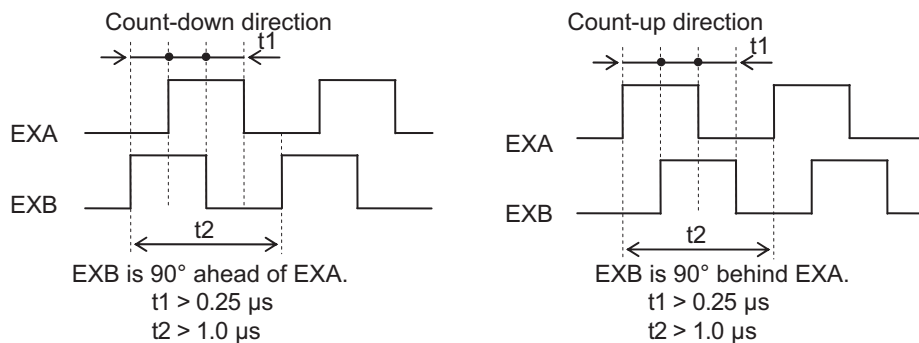 Count-down direction
t1
EXA
EXB
t2
EXB is 90° ahead of EXA.
t1 > 0.25 µs
t2 > 1.0 µs
Count-up direction
t1
EXA
EXB
t2
EXB is 90° behind EXA.
t1 > 0.25 µs
t2 > 1.0 µs